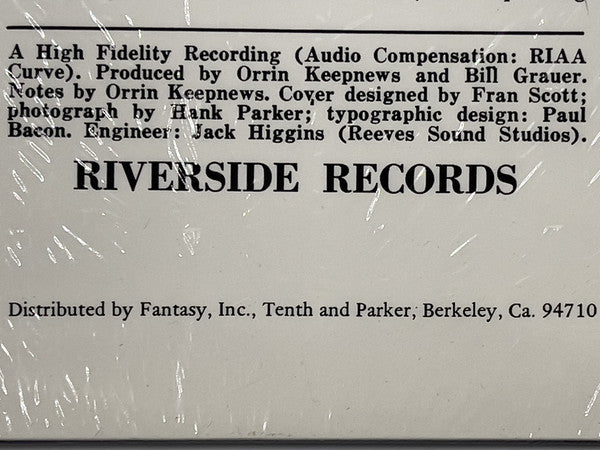 A High Fidelity Recording (Audio Compensation: RIAA
Curve). Produced by Orrin Keepnews and Bill Grauer.
Notes by Orrin Keepnews. Cover designed by Fran Scott;
photograph by Hank Parker; typographic design: Paul
Bacon. Engineer: Jack Higgins (Reeves Sound Studios).
RIVERSIDE RECORDS
Distributed by Fantasy, Inc., Tenth and Parker, Berkeley, Ca. 94710